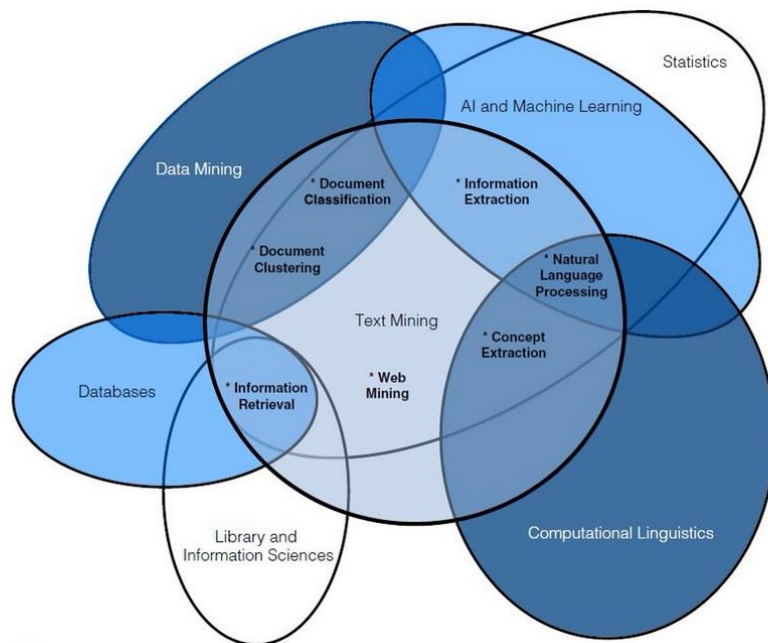 Statistics
AI and Machine Learning
Data Mining
* Document
Classification
* Information
Extraction
* Document
Clustering
* Natural
Language
Processing
Text Mining
* Concept
Extraction
* Web
Mining
Databases
* Information
Retrieval
Library and
Information Sciences
Computational Linguistics